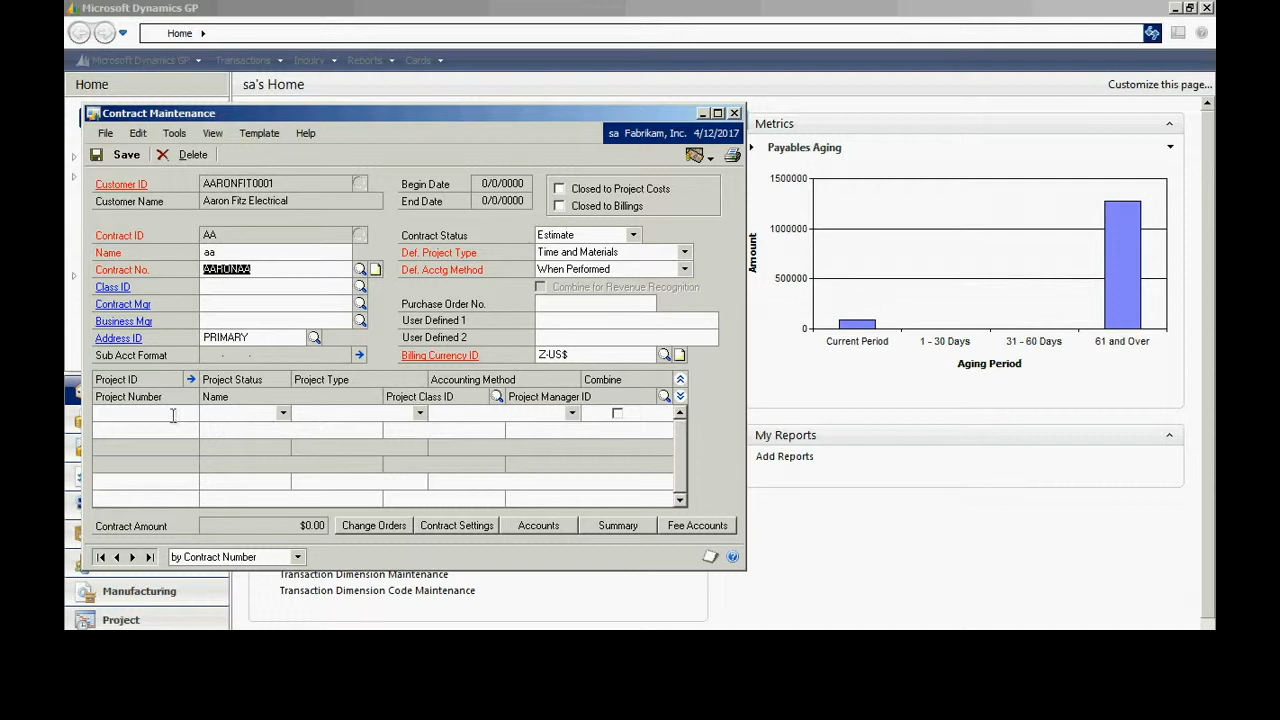 Microsoft Dynamics GP
Home
Microsoft Dynamics GP Transactions Inquiry Reports Cards
Home
sa's Home
Customize this page...
Contract Maintenance
File Edit Tools View Template Help
sa Fabrikam, Inc. 4/12/2017
Save Delete
Customer ID AARONFIT0001
Customer Name Aaron Fitz Electrical
Begin Date 0/0/0000
End Date 0/0/0000
Closed to Project Costs
Closed to Billings
Contract ID AA
Name aa
Contract No. AARONAA
Class ID
Contract Mgr
Business Mgr
Address ID PRIMARY
Sub Acct Format
Contract Status Estimate
Def. Project Type Time and Materials
Def. Acctg Method When Performed
Combine for Revenue Recognition
Purchase Order No.
User Defined 1
User Defined 2
Billing Currency ID Z-US$
Project ID Project Status Project Type Accounting Method Combine
Project Number Name Project Class ID Project Manager ID
Contract Amount $0.00 Change Orders Contract Settings Accounts Summary Fee Accounts
by Contract Number
Metrics
Payables Aging
1500000
1000000
500000
0
Amount
Current Period 1 - 30 Days 31 - 60 Days 61 and Over
Aging Period
My Reports
Add Reports
Transaction Dimension Maintenance
Transaction Dimension Code Maintenance
Manufacturing
Project